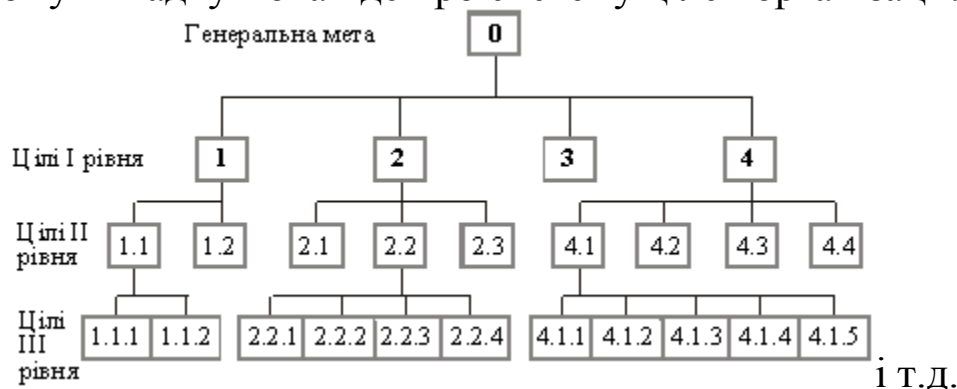 Генеральна мета 0
Цілі І рівня 1 2 3 4
Цілі ІІ рівня 1.1 1.2 2.1 2.2 2.3 4.1 4.2 4.3 4.4
Цілі ІІІ рівня 1.1.1 1.1.2 2.2.1 2.2.2 2.2.3 2.2.4 4.1.1 4.1.2 4.1.3 4.1.4 4.1.5 і т.д.